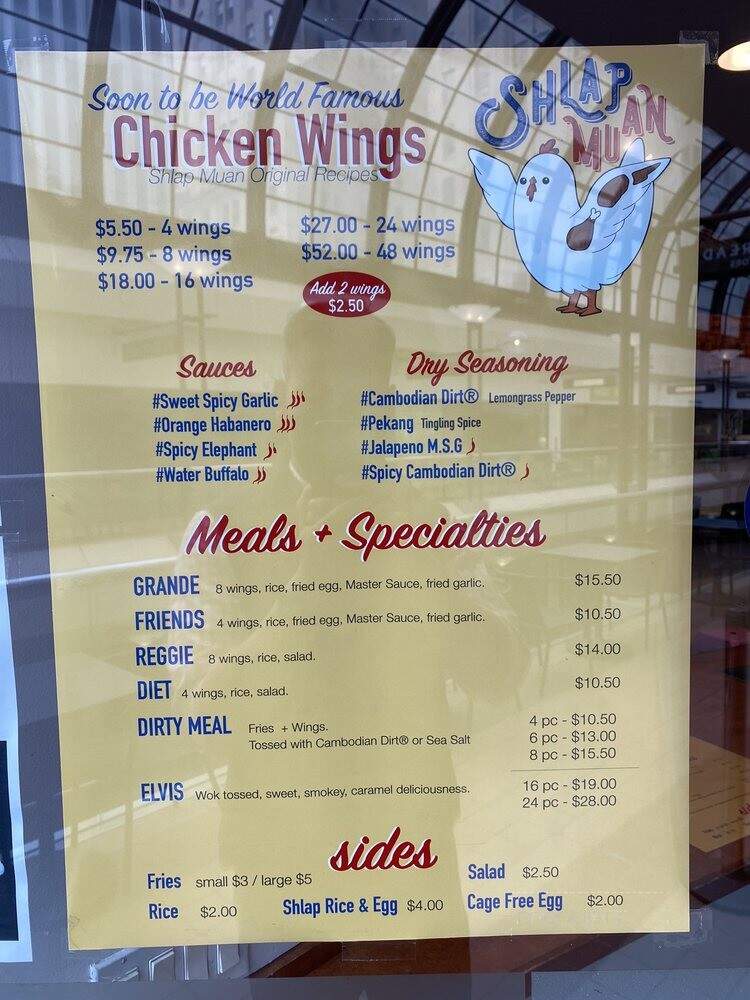 Soon to be World Famous
Chicken Wings
Shlap Muan Original Recipes
SHLAP
MUAN
$5.50 - 4 wings
$9.75 - 8 wings
$18.00 - 16 wings
$27.00 - 24 wings
$52.00 - 48 wings
Add 2 wings
$2.50
Sauces
#Sweet Spicy Garlic
#Orange Habanero
#Spicy Elephant
#Water Buffalo
Dry Seasoning
#Cambodian Dirt® Lemongrass Pepper
#Pekang Tingling Spice
#Jalapeno M.S.G
#Spicy Cambodian Dirt®
Meals + Specialties
GRANDE 8 wings, rice, fried egg, Master Sauce, fried garlic. $15.50
FRIENDS 4 wings, rice, fried egg, Master Sauce, fried garlic. $10.50
REGGIE 8 wings, rice, salad. $14.00
DIET 4 wings, rice, salad. $10.50
DIRTY MEAL Fries + Wings.
Tossed with Cambodian Dirt® or Sea Salt
4 pc - $10.50
6 pc - $13.00
8 pc - $15.50
ELVIS Wok tossed, sweet, smokey, caramel deliciousness.
16 pc - $19.00
24 pc - $28.00
sides
Fries small $3 / large $5
Salad $2.50
Rice $2.00
Shlap Rice & Egg $4.00
Cage Free Egg $2.00